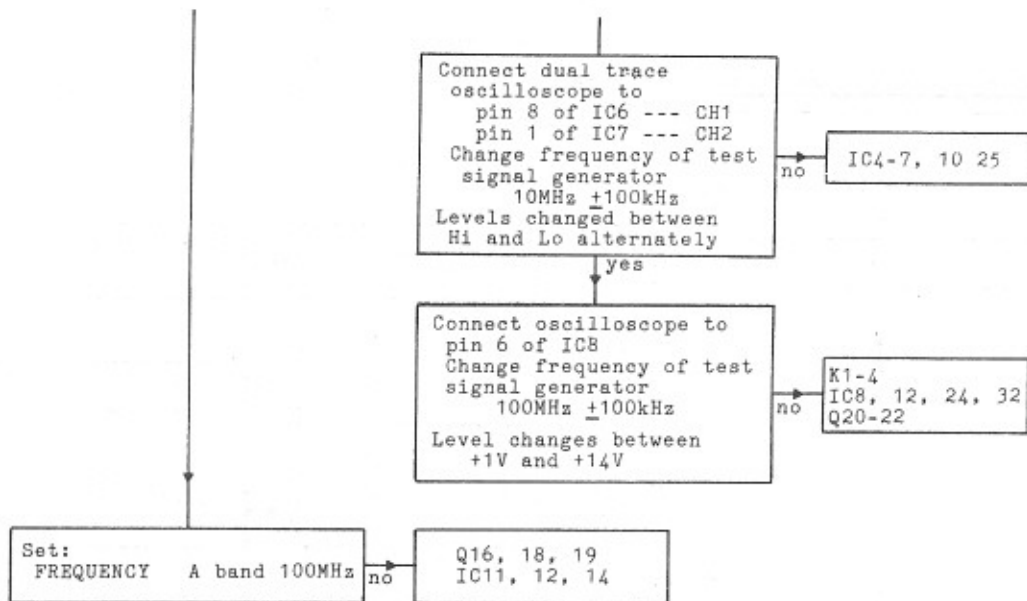 Connect dual trace
oscilloscope to
pin 8 of IC6 --- CH1
pin 1 of IC7 --- CH2
Change frequency of test
signal generator
10MHz ±100kHz
Levels changed between
Hi and Lo alternately
no
IC4-7, 10 25
yes
Connect oscilloscope to
pin 6 of IC8
Change frequency of test
signal generator
100MHz ±100kHz
Level changes between
+1V and +14V
no
K1-4
IC8, 12, 24, 32
Q20-22
Set:
FREQUENCY A band 100MHz
no
Q16, 18, 19
IC11, 12, 14